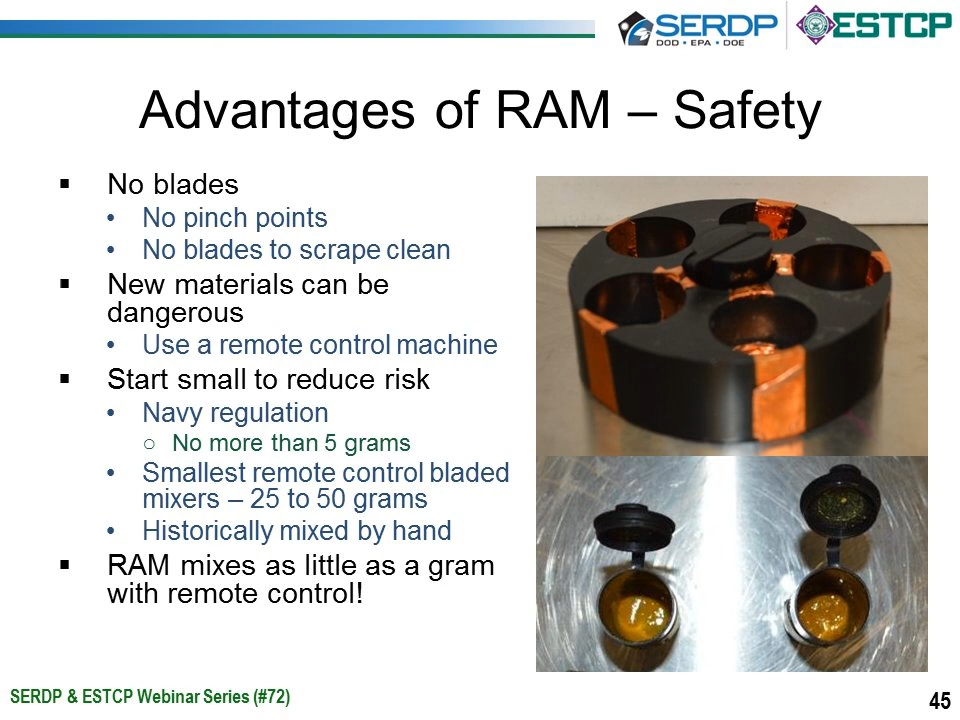 SERDP
DOD • EPA • DOE
ESTCP
Advantages of RAM – Safety
▪ No blades
• No pinch points
• No blades to scrape clean
▪ New materials can be
dangerous
• Use a remote control machine
▪ Start small to reduce risk
• Navy regulation
○ No more than 5 grams
• Smallest remote control bladed
mixers – 25 to 50 grams
• Historically mixed by hand
▪ RAM mixes as little as a gram
with remote control!
SERDP & ESTCP Webinar Series (#72)
45